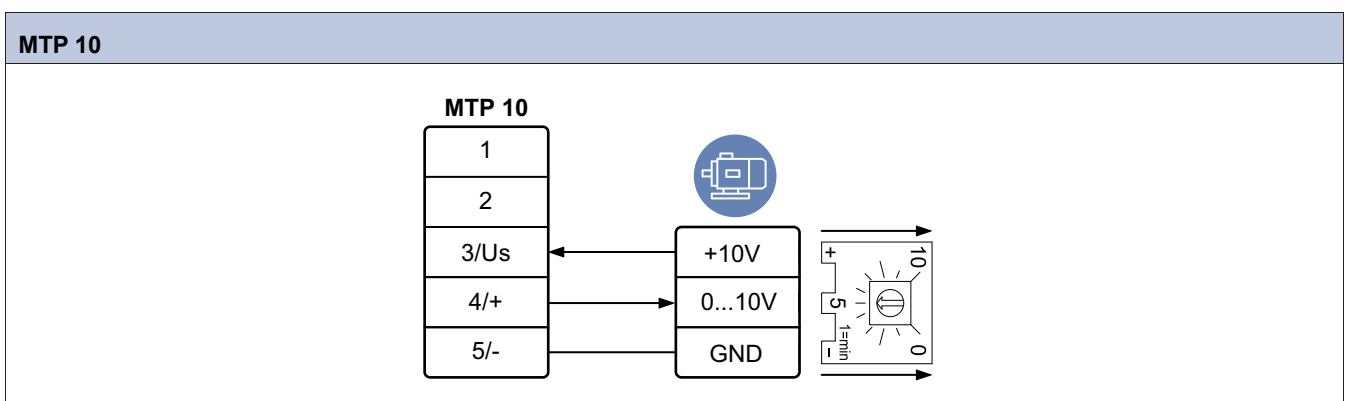 MTP 10
MTP 10
1
2
3/Us
4/+
5/-
+10V
0...10V
GND
+
10
5
1=min
-
0